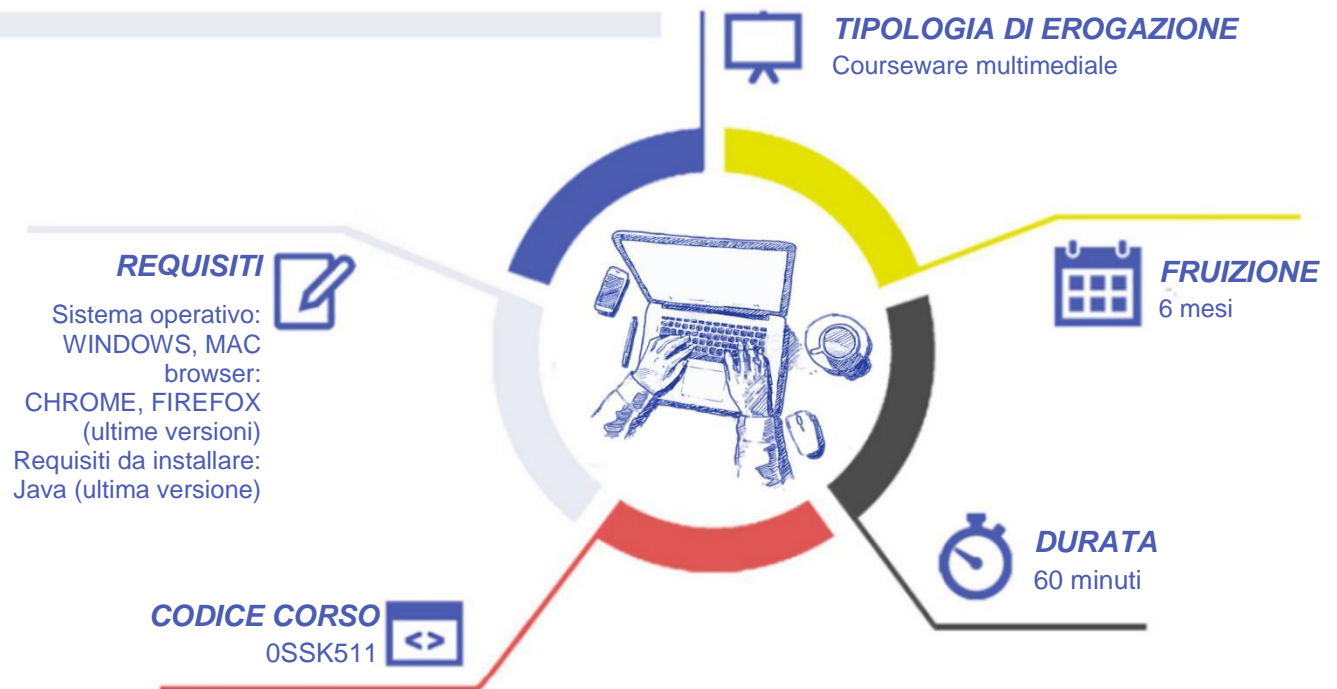 TIPOLOGIA DI EROGAZIONE
Courseware multimediale
REQUISITI
Sistema operativo:
WINDOWS, MAC
browser:
CHROME, FIREFOX
(ultime versioni)
Requisiti da installare:
Java (ultima versione)
FRUIZIONE
6 mesi
DURATA
60 minuti
CODICE CORSO
0SSK511